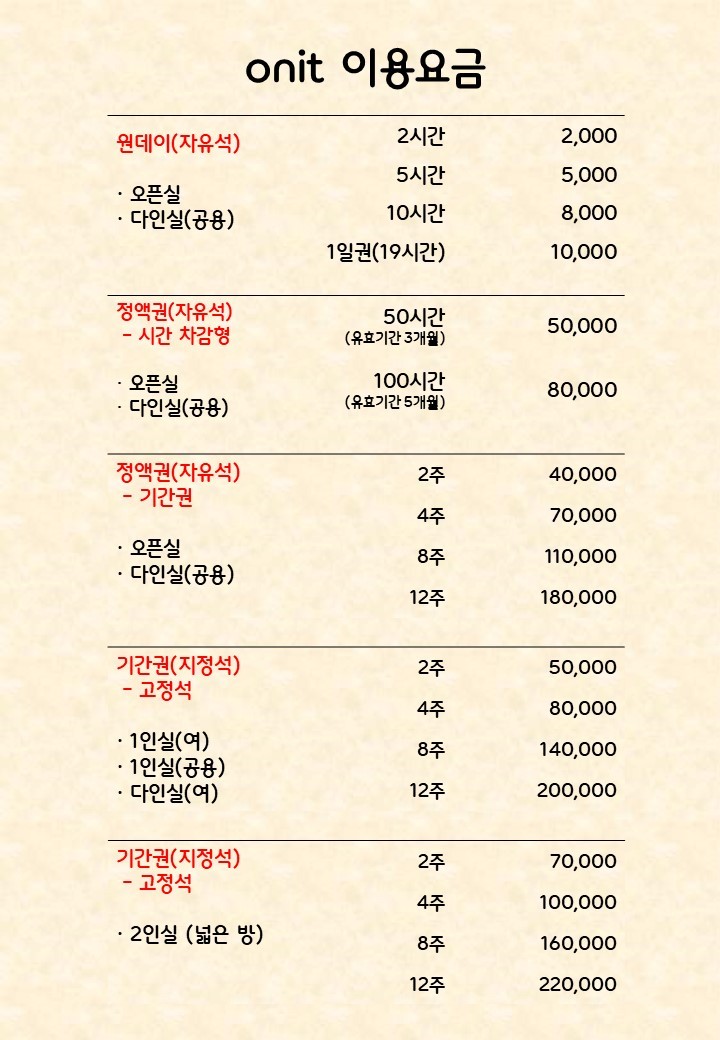 onit 이용요금
원데이(자유석)
· 오픈실
· 다인실(공용)
2시간 2,000
5시간 5,000
10시간 8,000
1일권(19시간) 10,000
정액권(자유석)
- 시간 차감형
· 오픈실
· 다인실(공용)
50시간 50,000
(유효기간 3개월)
100시간 80,000
(유효기간 5개월)
정액권(자유석)
- 기간권
· 오픈실
· 다인실(공용)
2주 40,000
4주 70,000
8주 110,000
12주 180,000
기간권(지정석)
- 고정석
· 1인실(여)
· 1인실(공용)
· 다인실(여)
2주 50,000
4주 80,000
8주 140,000
12주 200,000
기간권(지정석)
- 고정석
· 2인실 (넓은 방)
2주 70,000
4주 100,000
8주 160,000
12주 220,000